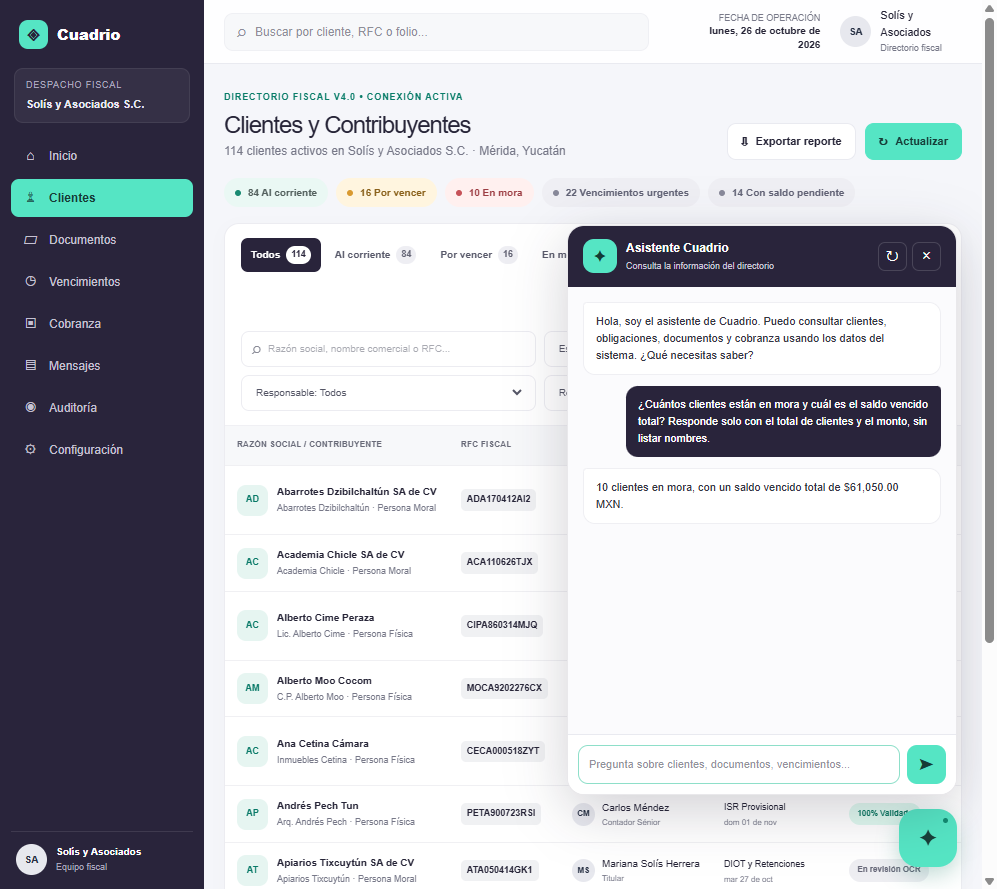 Cuadrio
DESPACHO FISCAL
Solís y Asociados S.C.
Inicio
Clientes
Documentos
Vencimientos
Cobranza
Mensajes
Auditoría
Configuración
SA
Solís y Asociados
Equipo fiscal
Buscar por cliente, RFC o folio...
FECHA DE OPERACIÓN
lunes, 26 de octubre de
2026
SA
Solís y
Asociados
Directorio fiscal
DIRECTORIO FISCAL V4.0 • CONEXIÓN ACTIVA
Clientes y Contribuyentes
114 clientes activos en Solís y Asociados S.C. · Mérida, Yucatán
Exportar reporte
Actualizar
84 Al corriente
16 Por vencer
10 En mora
22 Vencimientos urgentes
14 Con saldo pendiente
Todos 114
Al corriente 84
Por vencer 16
En m
Razón social, nombre comercial o RFC...
Es
Responsable: Todos
Re
RAZÓN SOCIAL / CONTRIBUYENTE
RFC FISCAL
AD
Abarrotes Dzibilchaltún SA de CV
Abarrotes Dzibilchaltún · Persona Moral
ADA170412AI2
AC
Academia Chicle SA de CV
Academia Chicle · Persona Moral
ACA110626TJX
AC
Alberto Cime Peraza
Lic. Alberto Cime · Persona Física
CIPA860314MJQ
AM
Alberto Moo Cocom
C.P. Alberto Moo · Persona Física
MOCA9202276CX
AC
Ana Cetina Cámara
Inmuebles Cetina · Persona Física
CECA000518ZYT
AP
Andrés Pech Tun
Arq. Andrés Pech · Persona Física
PETA900723RSI
CM
Carlos Méndez
Contador Sénior
ISR Provisional
dom 01 de nov
100% Validad
AT
Apiarios Tixcuytún SA de CV
Apiarios Tixcuytún · Persona Moral
ATA050414GK1
MS
Mariana Solís Herrera
Titular
DIOT y Retenciones
mar 27 de oct
En revisión OCR
Asistente Cuadrio
Consulta la información del directorio
Hola, soy el asistente de Cuadrio. Puedo consultar clientes,
obligaciones, documentos y cobranza usando los datos del
sistema. ¿Qué necesitas saber?
¿Cuántos clientes están en mora y cuál es el saldo vencido
total? Responde solo con el total de clientes y el monto, sin
listar nombres.
10 clientes en mora, con un saldo vencido total de $61,050.00
MXN.
Pregunta sobre clientes, documentos, vencimientos...